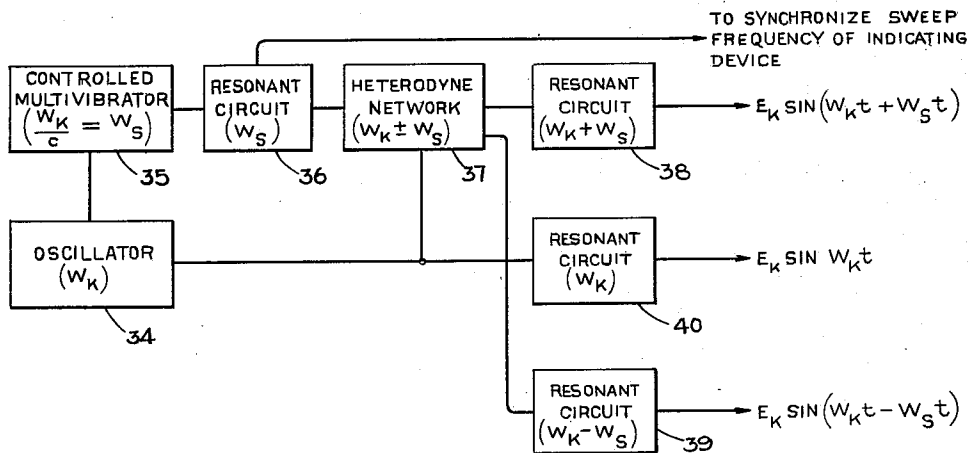 TO SYNCHRONIZE SWEEP
FREQUENCY OF INDICATING
DEVICE
CONTROLLED
MULTIVIBRATOR
(W_K/c = W_S)
35
RESONANT
CIRCUIT
(W_S)
36
HETERODYNE
NETWORK
(W_K ± W_S)
37
RESONANT
CIRCUIT
(W_K + W_S)
38
E_K SIN (W_K t + W_S t)
OSCILLATOR
(W_K)
34
RESONANT
CIRCUIT
(W_K)
40
E_K SIN W_K t
RESONANT
CIRCUIT
(W_K - W_S)
39
E_K SIN (W_K t - W_S t)